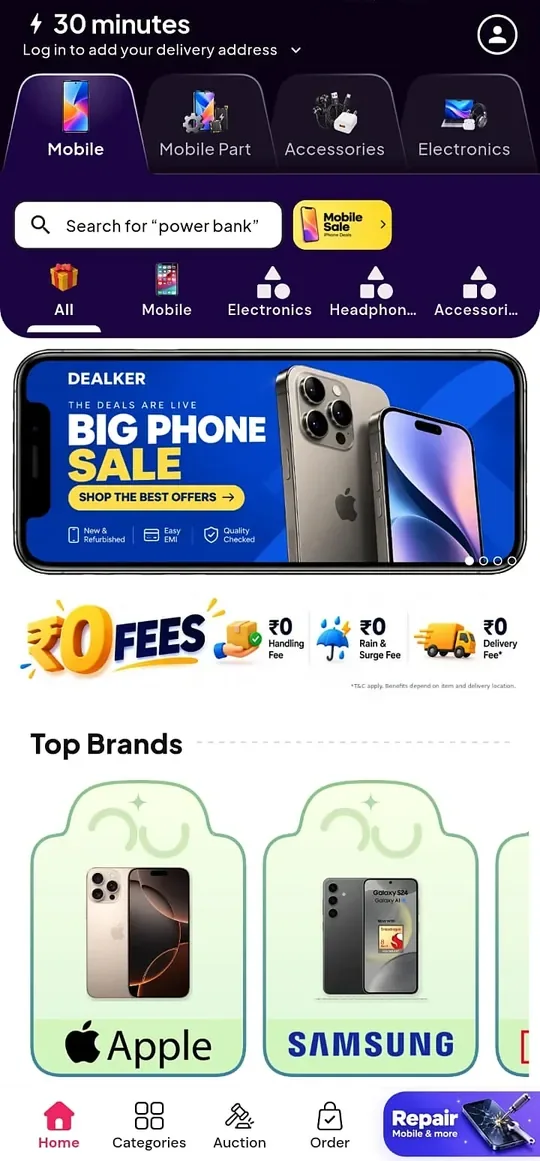 30 minutes
Log in to add your delivery address
Mobile
Mobile Part
Accessories
Electronics
Search for “power bank”
Mobile
Sale
iPhone Deals
All
Mobile
Electronics
Headphon...
Accessori...
DEALKER
THE DEALS ARE LIVE
BIG PHONE
SALE
SHOP THE BEST OFFERS →
New &
Refurbished
Easy
EMI
Quality
Checked
₹0 FEES
₹0
Handling
Fee
₹0
Rain &
Surge Fee
₹0
Delivery
Fee*
*T&C apply. Benefits depend on item and delivery location.
Top Brands
Apple
Galaxy S24
Galaxy AI
SAMSUNG
Home
Categories
Auction
Order
Repair
Mobile & more